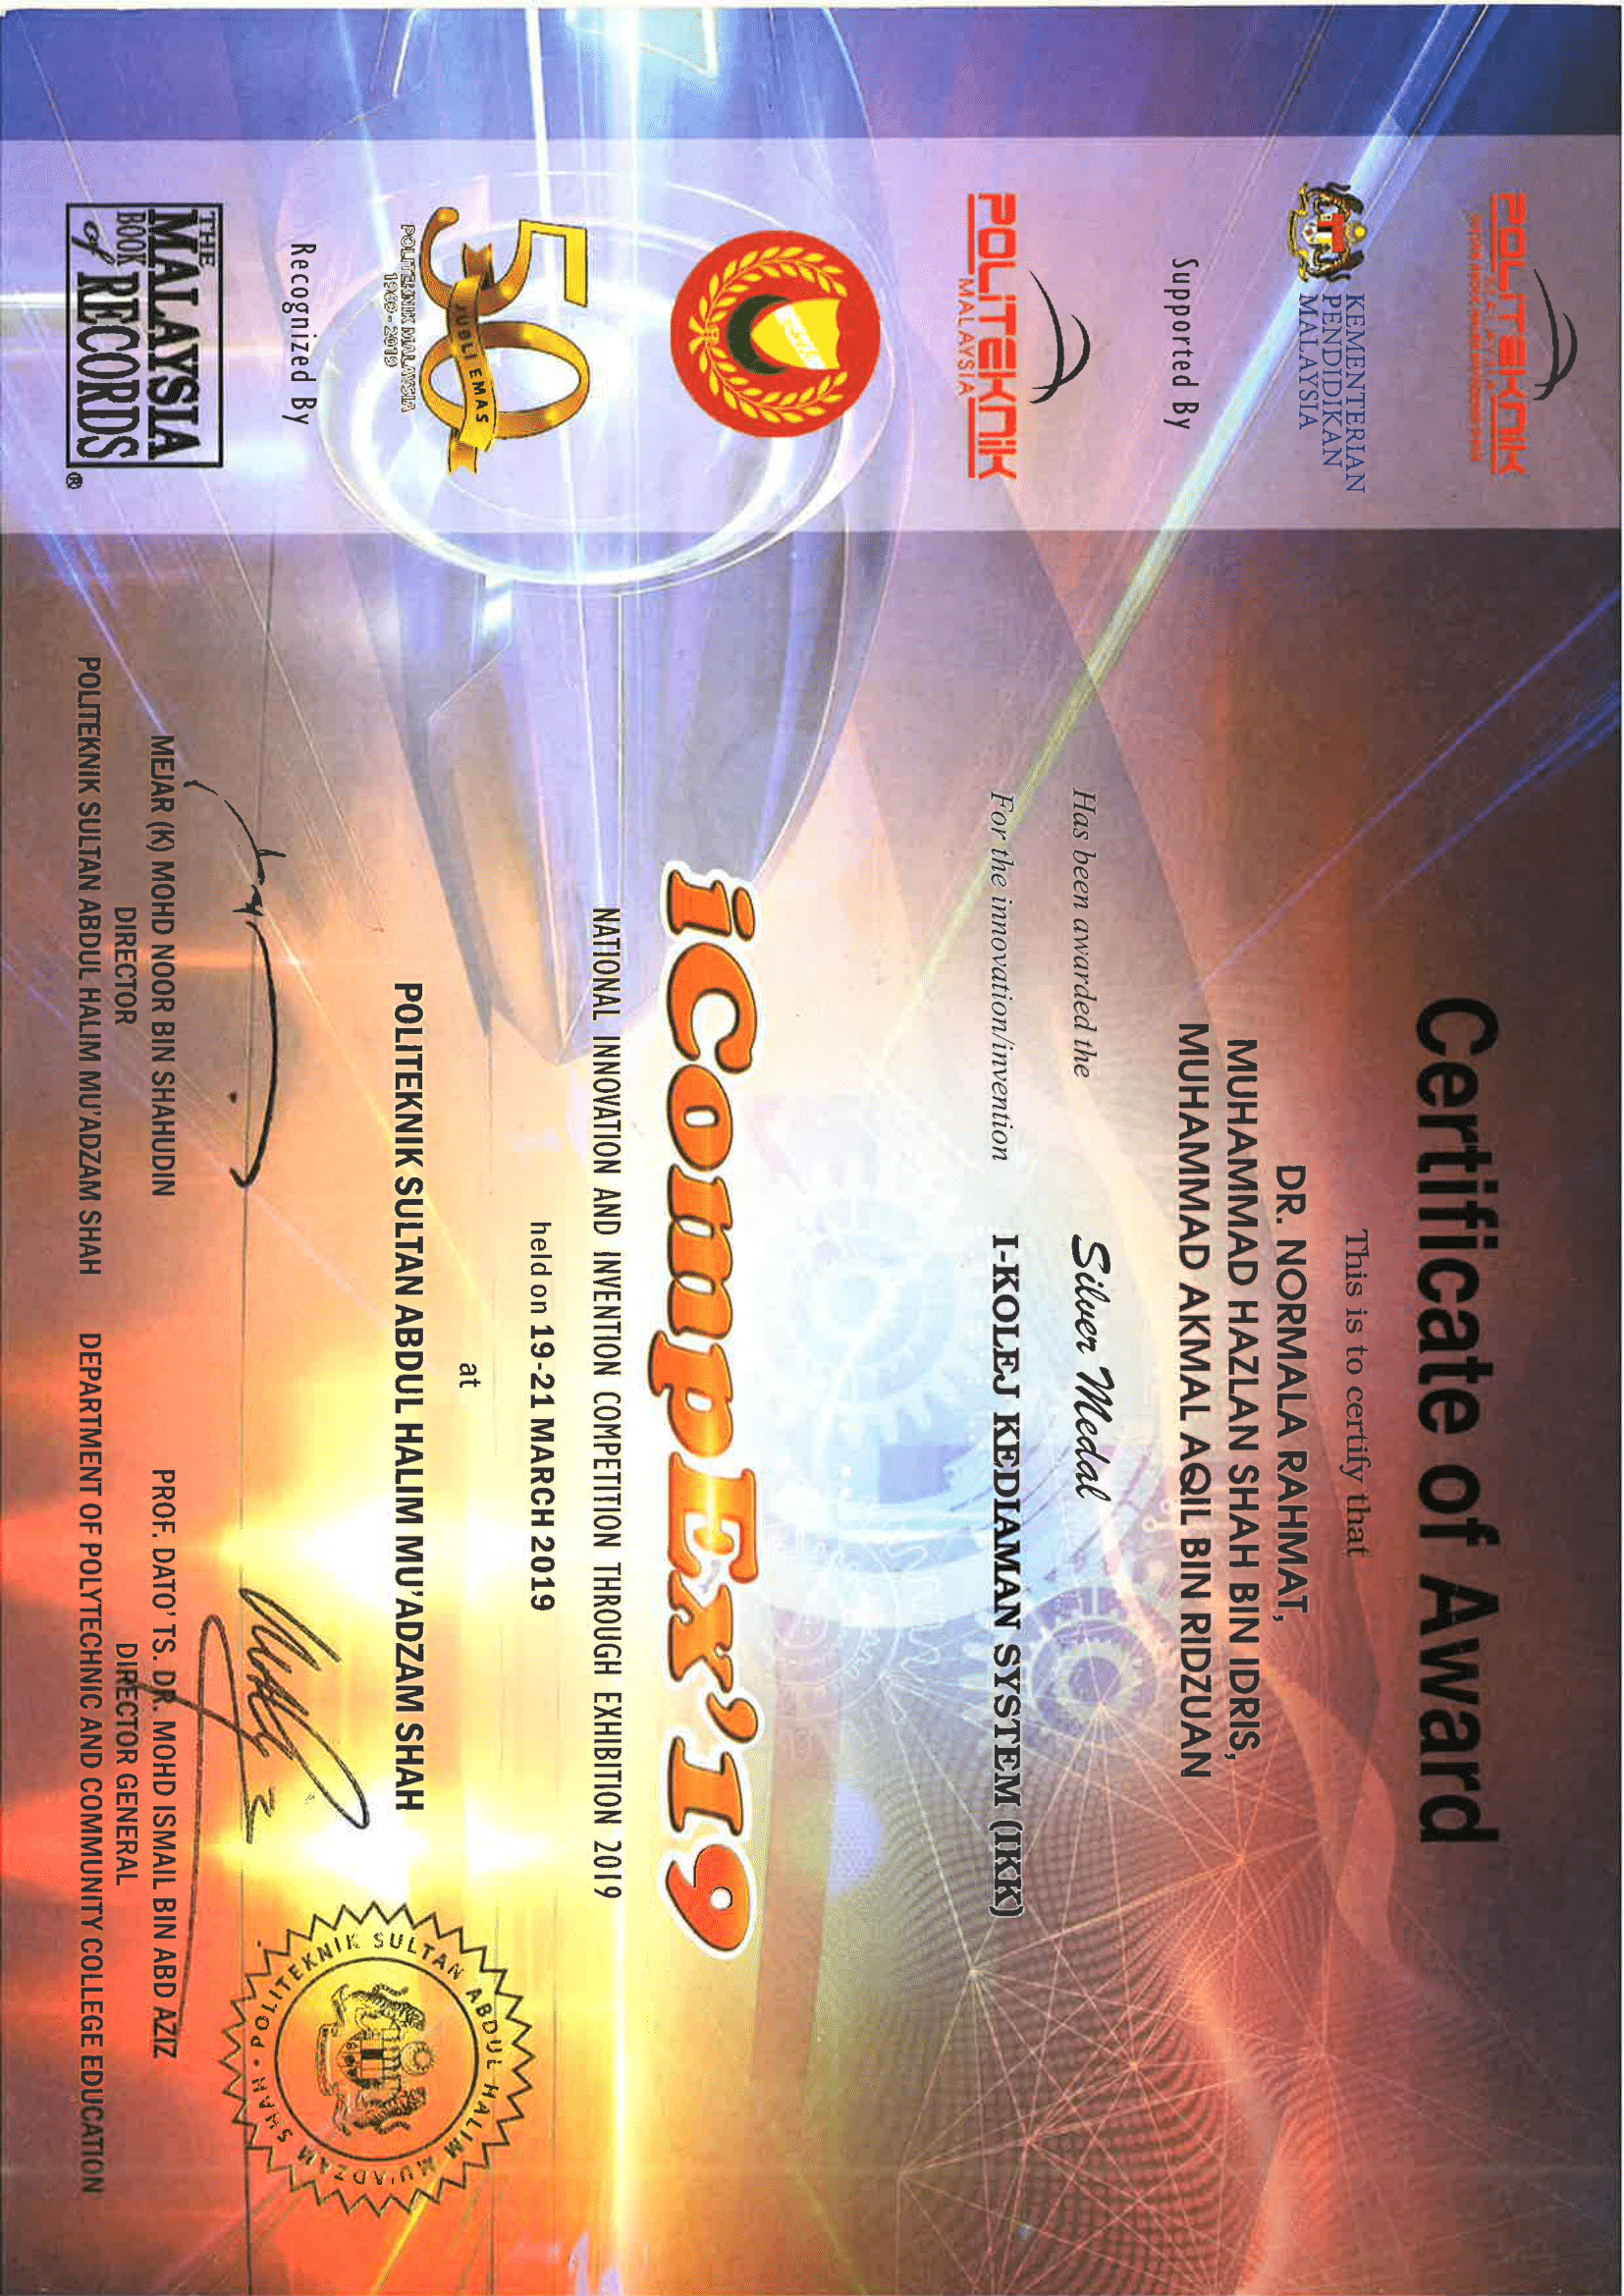 POLITEKNIK
MALAYSIA
KEMENTERIAN
PENDIDIKAN
MALAYSIA
Supported By
POLITEKNIK
MALAYSIA
50
JUBLI EMAS
POLITEKNIK MALAYSIA
1969 - 2019
Recognized By
THE
MALAYSIA
BOOK
of RECORDS
®
Certificate of Award
This is to certify that
DR. NORMALA RAHMAT,
MUHAMMAD HAZLAN SHAH BIN IDRIS,
MUHAMMAD AKMAL AQIL BIN RIDZUAN
Has been awarded the Silver Medal
For the innovation/invention I-KOLEJ KEDIAMAN SYSTEM (IKK)
iCompEx'19
NATIONAL INNOVATION AND INVENTION COMPETITION THROUGH EXHIBITION 2019
held on 19-21 MARCH 2019
at
POLITEKNIK SULTAN ABDUL HALIM MU'ADZAM SHAH
MEJAR (K) MOHD NOOR BIN SHAHUDIN
DIRECTOR
POLITEKNIK SULTAN ABDUL HALIM MU'ADZAM SHAH
PROF. DATO' TS. DR. MOHD ISMAIL BIN ABD AZIZ
DIRECTOR GENERAL
DEPARTMENT OF POLYTECHNIC AND COMMUNITY COLLEGE EDUCATION
POLITEKNIK SULTAN ABDUL HALIM MU'ADZAM SHAH